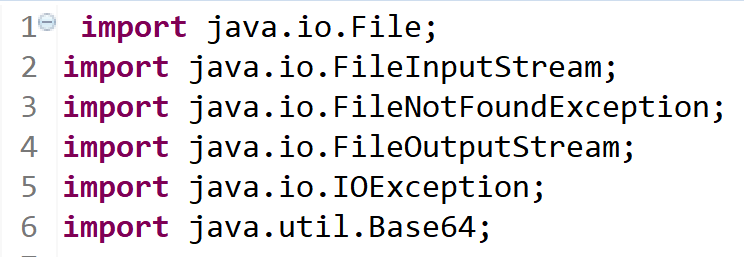 1 import java.io.File;
2 import java.io.FileInputStream;
3 import java.io.FileNotFoundException;
4 import java.io.FileOutputStream;
5 import java.io.IOException;
6 import java.util.Base64;